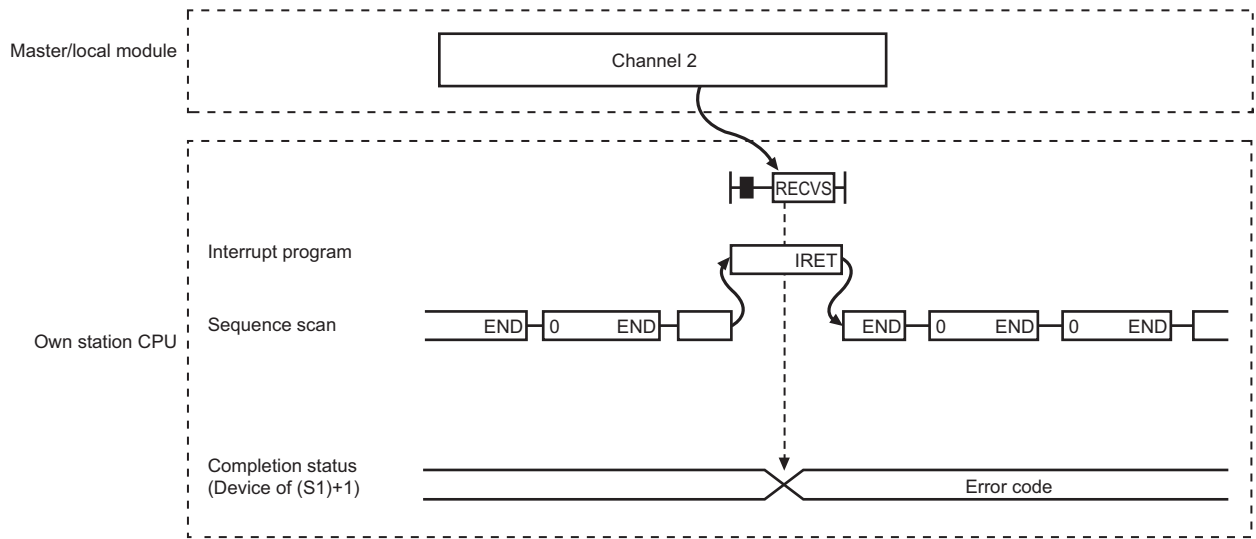 Master/local module
Channel 2
RECVS
Interrupt program
IRET
Own station CPU
Sequence scan
END 0 END END 0 END 0 END
Completion status
(Device of (S1)+1)
Error code